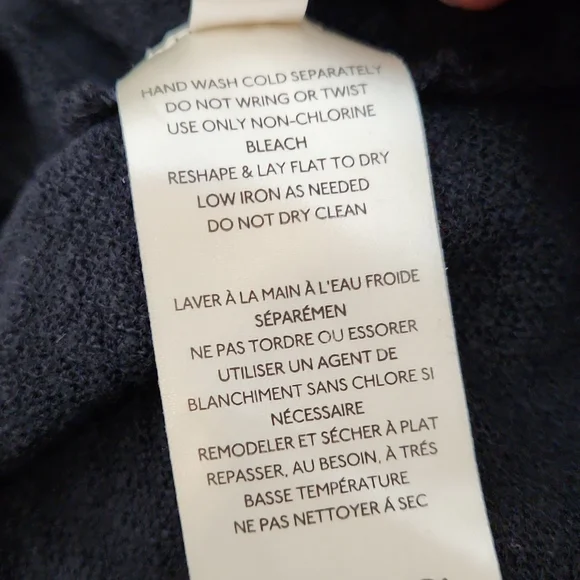 HAND WASH COLD SEPARATELY
DO NOT WRING OR TWIST
USE ONLY NON-CHLORINE
BLEACH
RESHAPE & LAY FLAT TO DRY
LOW IRON AS NEEDED
DO NOT DRY CLEAN
LAVER À LA MAIN À L'EAU FROIDE
SÉPARÉMEN
NE PAS TORDRE OU ESSORER
UTILISER UN AGENT DE
BLANCHIMENT SANS CHLORE SI
NÉCESSAIRE
REMODELER ET SÉCHER À PLAT
REPASSER, AU BESOIN, À TRÉS
BASSE TEMPÉRATURE
NE PAS NETTOYER Á SEC